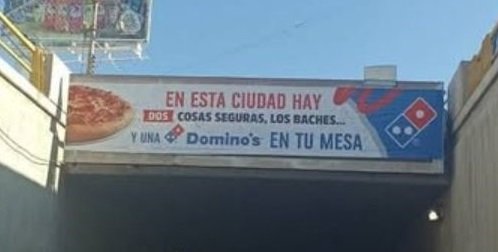 EN ESTA CIUDAD HAY
DOS COSAS SEGURAS, LOS BACHES...
Y UNA Domino's EN TU MESA